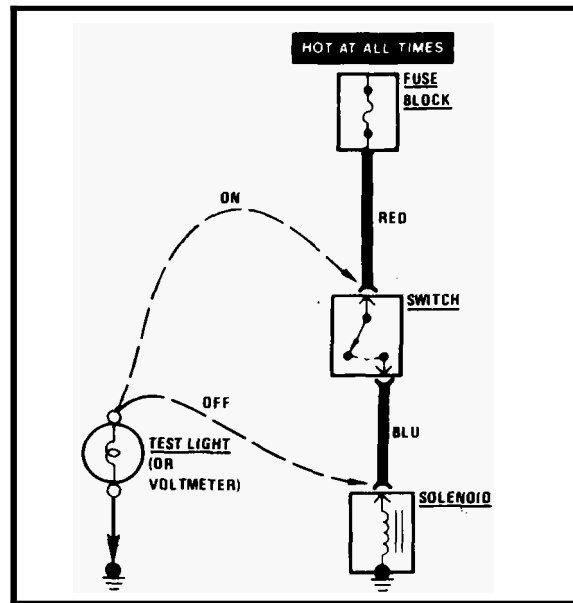 HOT AT ALL TIMES
FUSE
BLOCK
ON
RED
SWITCH
OFF
BLU
TEST LIGHT
(OR
VOLTMETER)
SOLENOID